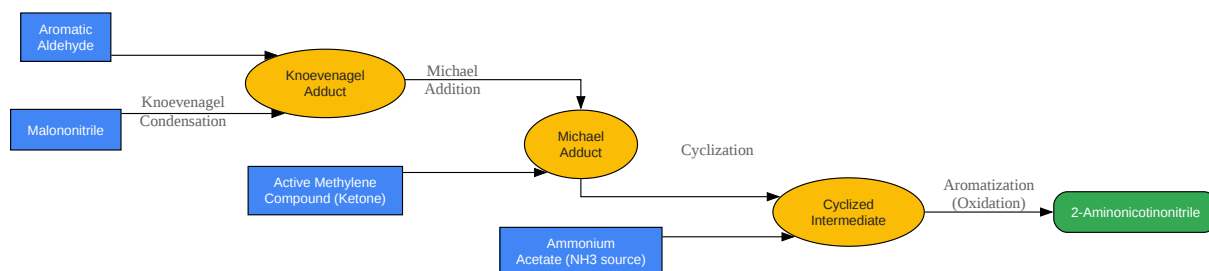 Aromatic
Aldehyde
Knoevenagel
Adduct
Michael
Addition
Knoevenagel
Condensation
Malononitrile
Michael
Adduct
Cyclization
Active Methylene
Compound (Ketone)
Aromatization
(Oxidation)
Cyclized
Intermediate
2-Aminonicotinonitrile
Ammonium
Acetate (NH3 source)